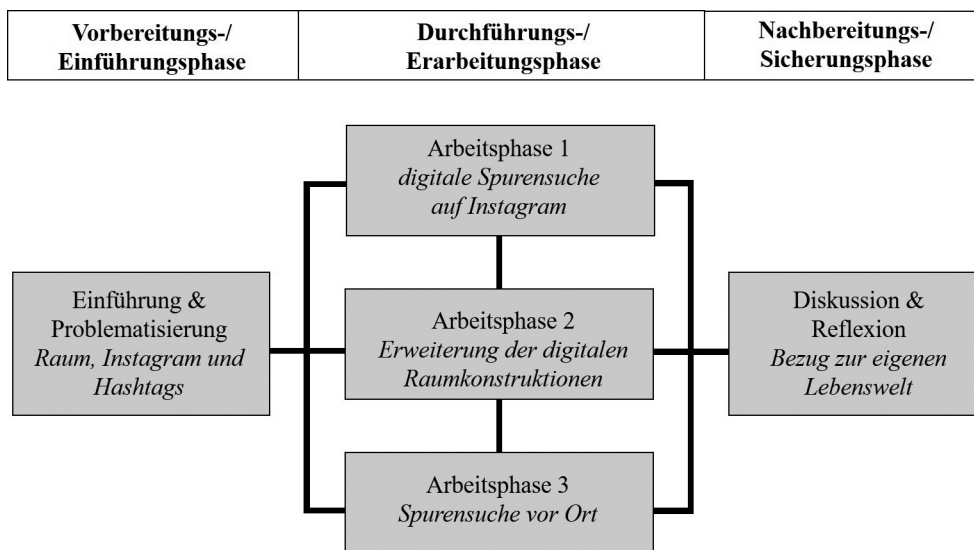 Vorbereitungs-/
Einführungsphase
Durchführungs-/
Erarbeitungsphase
Nachbereitungs-/
Sicherungsphase
Einführung &
Problematisierung
Raum, Instagram und
Hashtags
Arbeitsphase 1
digitale Spurensuche
auf Instagram
Arbeitsphase 2
Erweiterung der digitalen
Raumkonstruktionen
Arbeitsphase 3
Spurensuche vor Ort
Diskussion &
Reflexion
Bezug zur eigenen
Lebenswelt